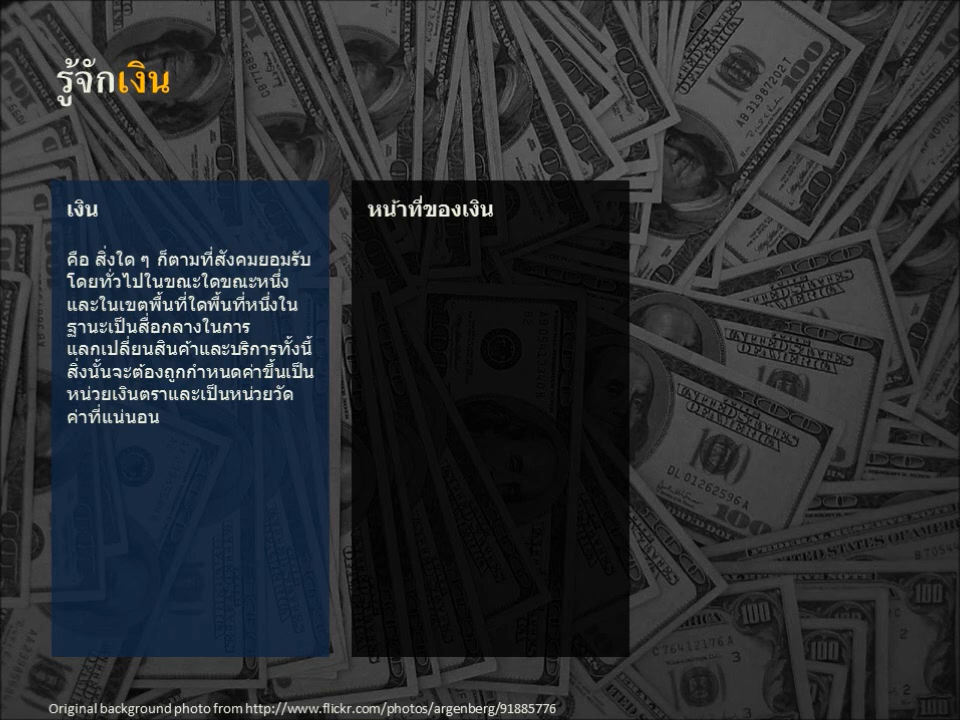 รู้จักเงิน
เงิน
คือ สิ่งใด ๆ ก็ตามที่สังคมยอมรับ
โดยทั่วไปในขณะใดขณะหนึ่ง
และในเขตพื้นที่ใดพื้นที่หนึ่งใน
ฐานะเป็นสื่อกลางในการ
แลกเปลี่ยนสินค้าและบริการทั้งนี้
สิ่งนั้นจะต้องถูกกำหนดค่าขึ้นเป็น
หน่วยเงินตราและเป็นหน่วยวัด
ค่าที่แน่นอน
หน้าที่ของเงิน
AB 31987202 T
DL 01262596 A
C 76412176 A
Original background photo from http://www.flickr.com/photos/argenberg/91885776